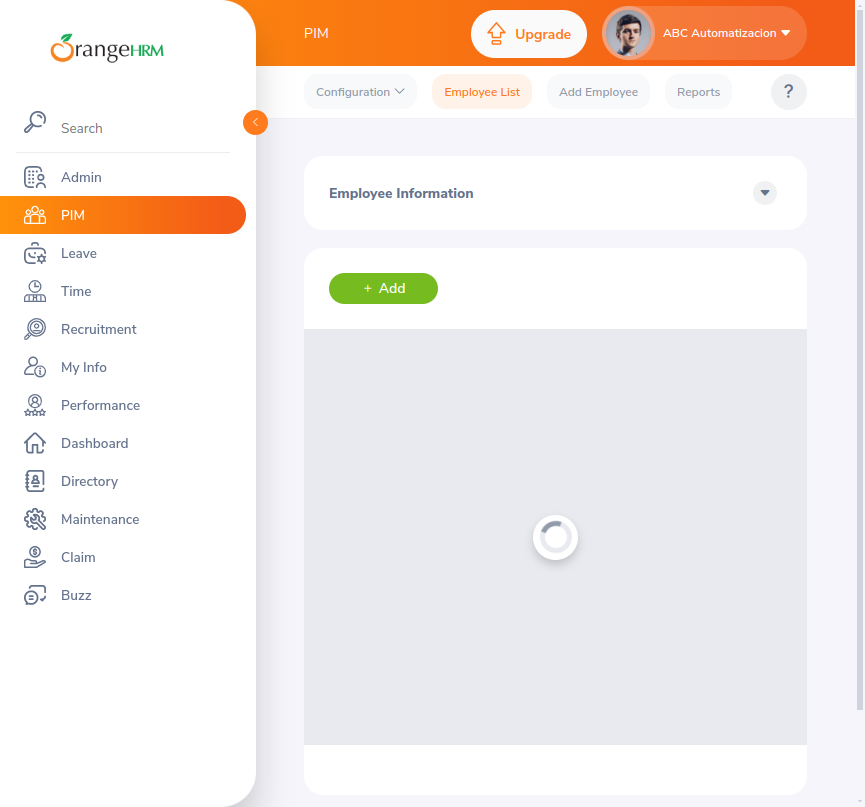 OrangeHRM
PIM
Upgrade
ABC Automatizacion
Configuration
Employee List
Add Employee
Reports
?
Search
Admin
PIM
Leave
Time
Recruitment
My Info
Performance
Dashboard
Directory
Maintenance
Claim
Buzz
Employee Information
+ Add